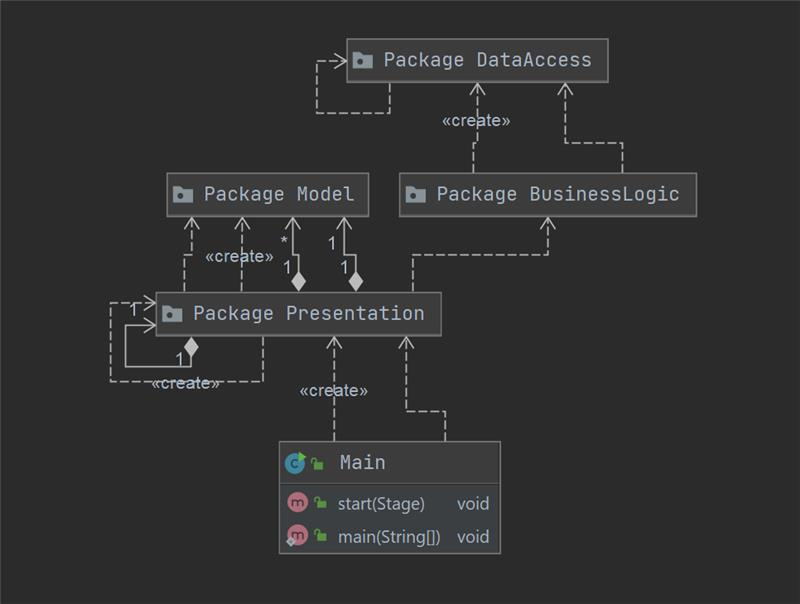 Package DataAccess
«create»
Package Model
Package BusinessLogic
«create»
*
1
1
1
Package Presentation
1
1
«create»
«create»
C
Main
m start(Stage) void
m main(String[]) void